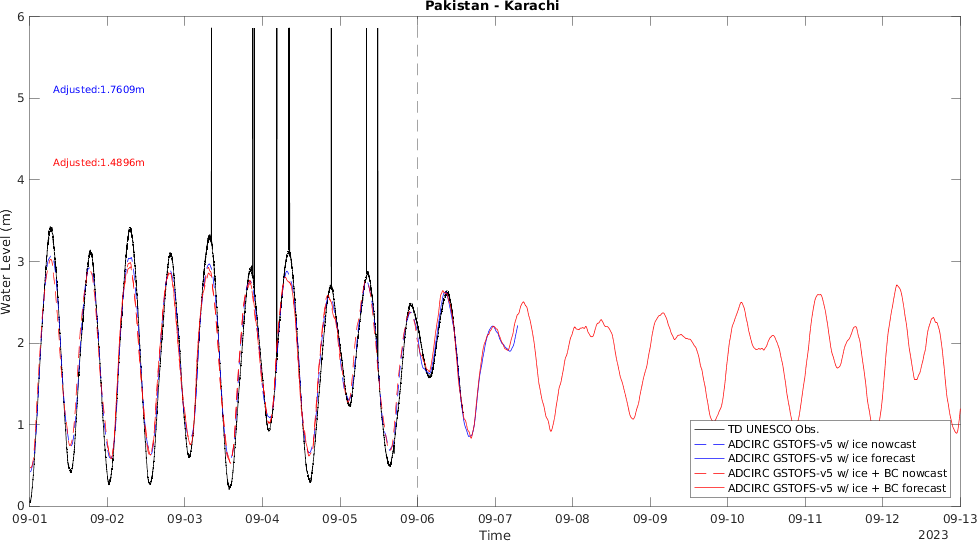 Pakistan - Karachi
6
5
4
3
2
1
0
Water Level (m)
Adjusted:1.7609m
Adjusted:1.4896m
TD UNESCO Obs.
ADCIRC GSTOFS-v5 w/ ice nowcast
ADCIRC GSTOFS-v5 w/ ice forecast
ADCIRC GSTOFS-v5 w/ ice + BC nowcast
ADCIRC GSTOFS-v5 w/ ice + BC forecast
09-01 09-02 09-03 09-04 09-05 09-06 09-07 09-08 09-09 09-10 09-11 09-12 09-13
Time
2023